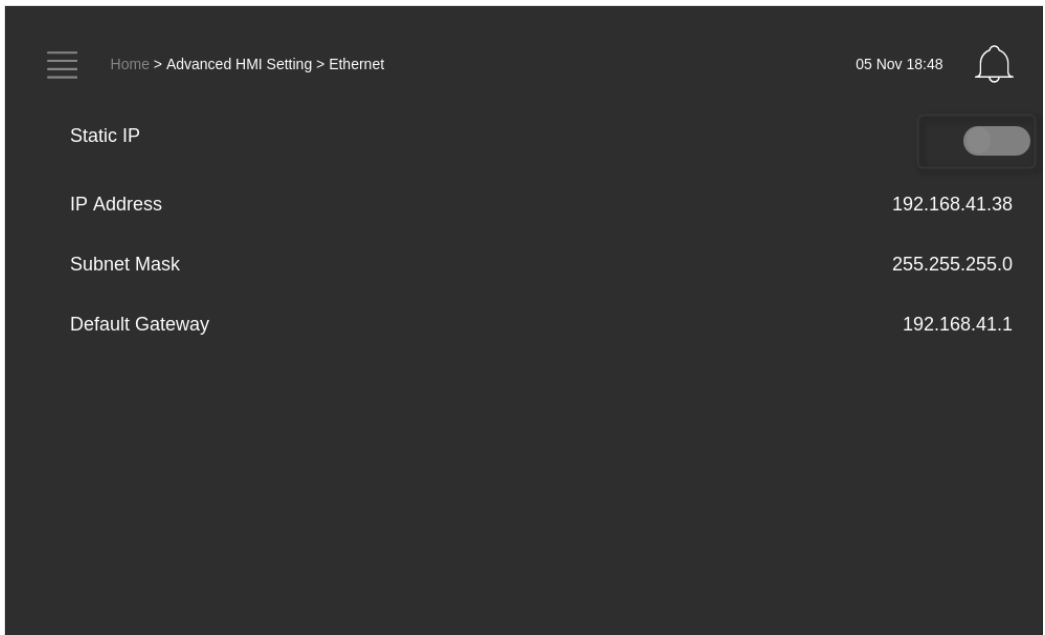 Home > Advanced HMI Setting > Ethernet 05 Nov 18:48
Static IP
IP Address 192.168.41.38
Subnet Mask 255.255.255.0
Default Gateway 192.168.41.1